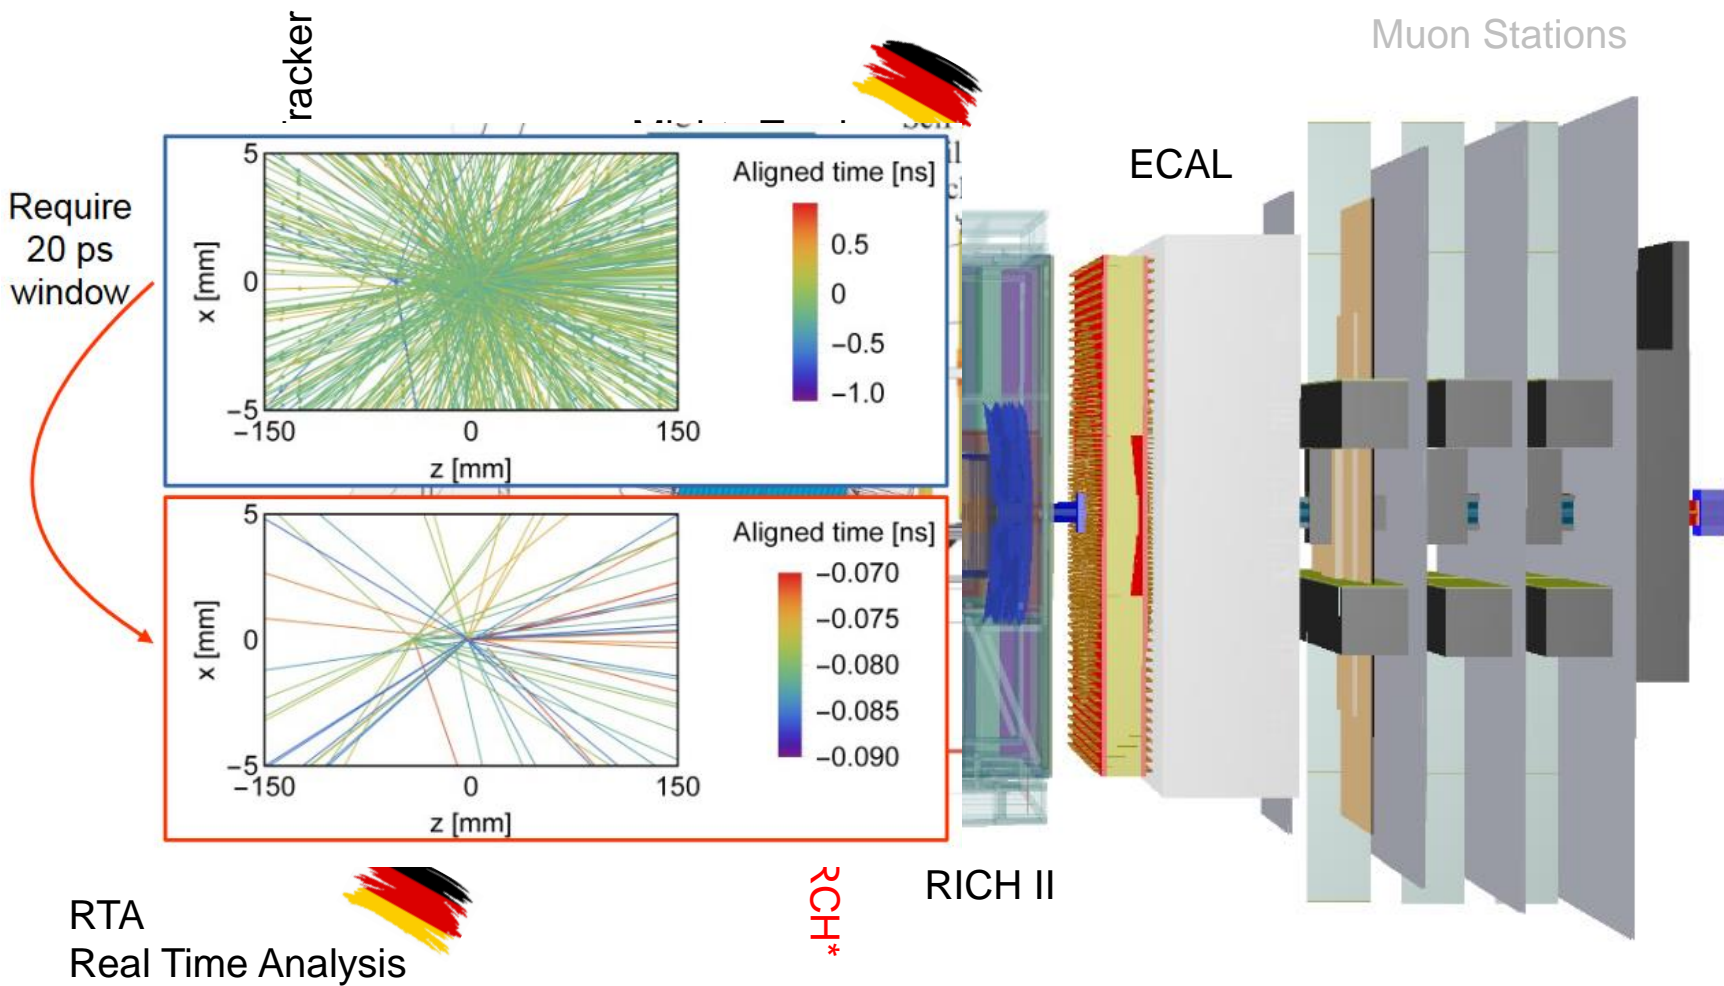 Muon Stations
ECAL
Require
20 ps
window
5
0
−5
x [mm]
−150
0
150
z [mm]
Aligned time [ns]
0.5
0
−0.5
−1.0
5
0
−5
x [mm]
−150
0
150
z [mm]
Aligned time [ns]
−0.070
−0.075
−0.080
−0.085
−0.090
RICH II
RTA
Real Time Analysis